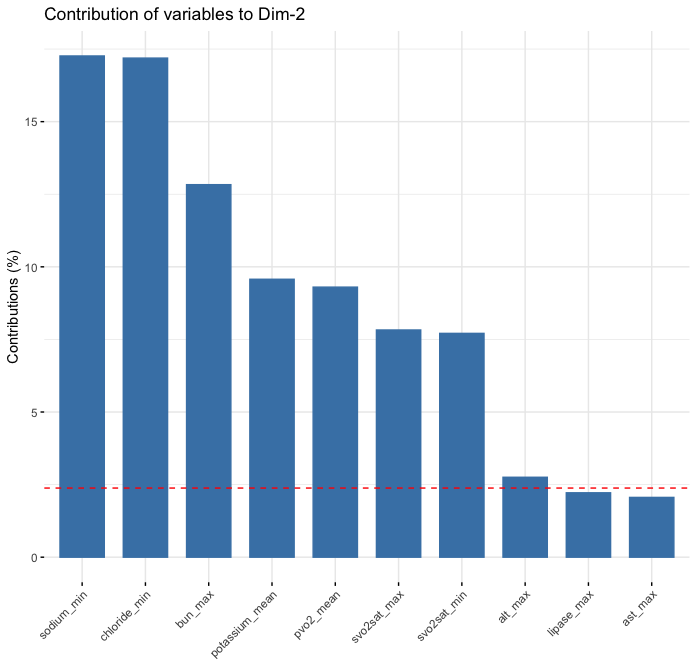 Contribution of variables to Dim-2
Contributions (%)
15
10
5
0
sodium_min
chloride_min
bun_max
potassium_mean
pvo2_mean
svo2sat_max
svo2sat_min
alt_max
lipase_max
ast_max